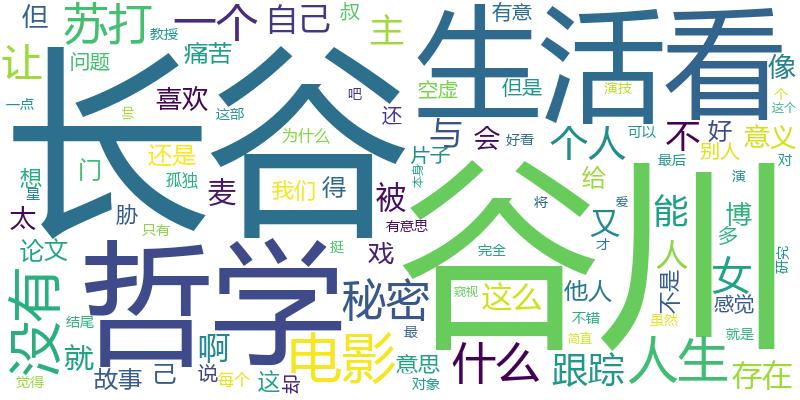 但
苏打
教授
一个
自己
叔
主
有意
生活看
让
问题
痛苦
长谷
喜欢
吧
还
空虚
但是
演技
像
个
这个
一点
这部
为什么
与
会
好看
个人
可以
不
好
意义
想
门
还是
孤独
麦
我们
得
被
片子
本身
谷川
给
最后
别人
对
星
太
胁
只有
挺
有意思
戏
将
爱
又
才
能
博
演
多
论文
哲学
秘密
完全
窥视
这么
他人
人
不是
女
感觉
研究
没有
结尾
就
故事
啊
电影
最
什么
不错
简直
跟踪
虽然
人生
就是
存在
觉得
己
说
每个
这
却
意思
对象